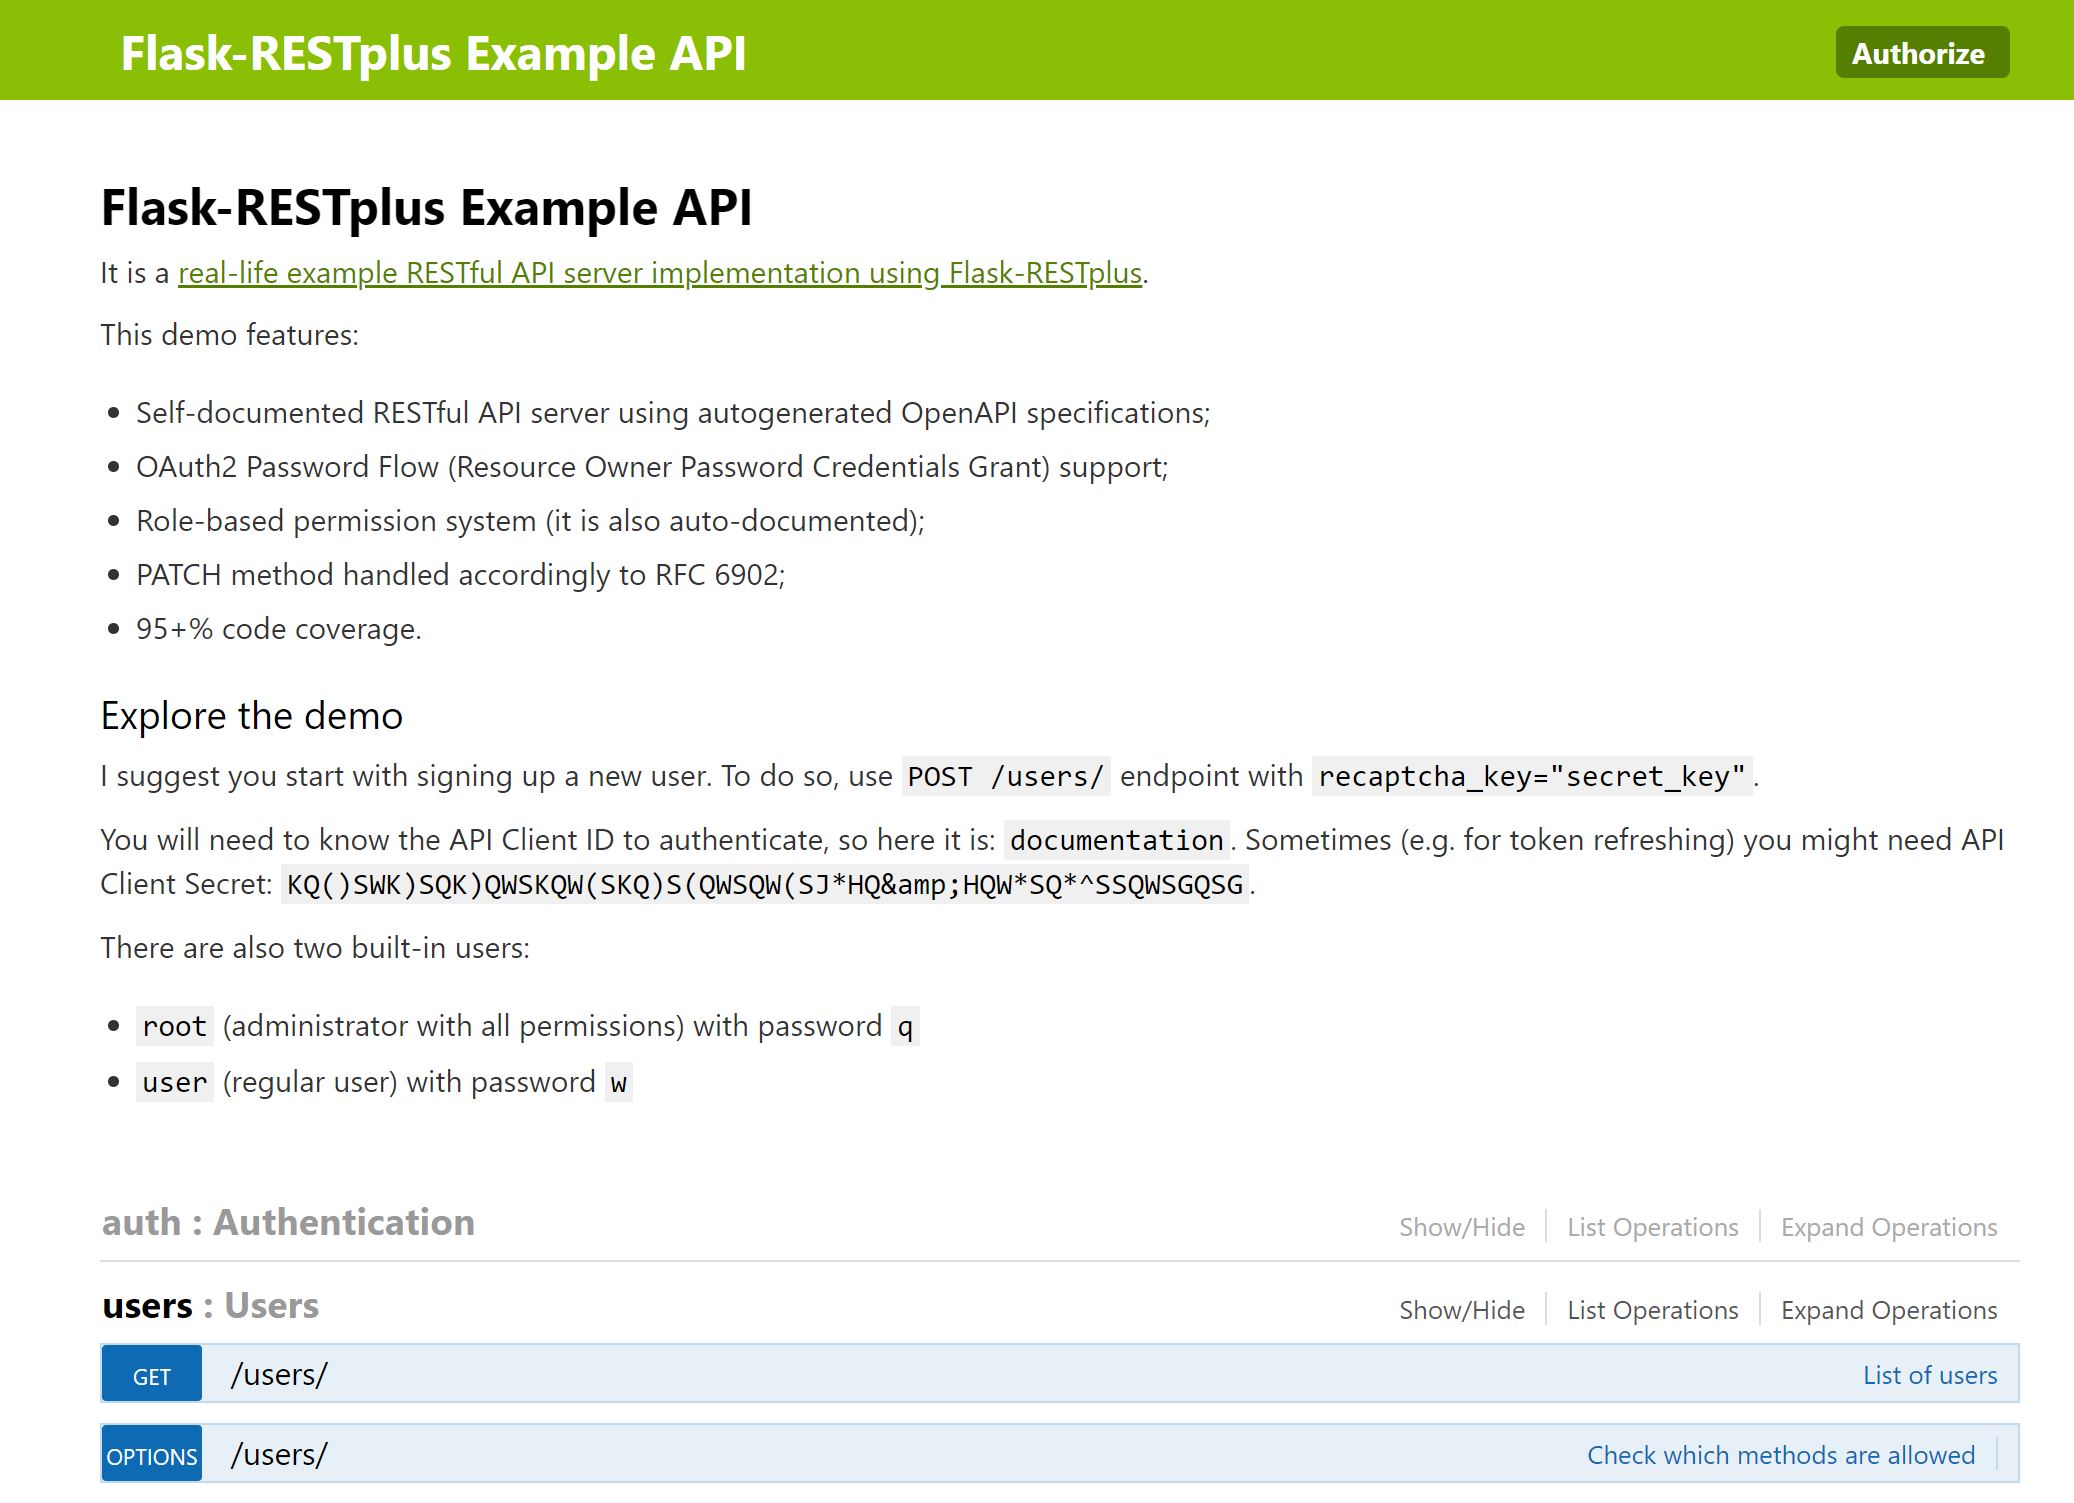 Flask-RESTplus Example API
Authorize
Flask-RESTplus Example API
It is a real-life example RESTful API server implementation using Flask-RESTplus.
This demo features:
Self-documented RESTful API server using autogenerated OpenAPI specifications;
OAuth2 Password Flow (Resource Owner Password Credentials Grant) support;
Role-based permission system (it is also auto-documented);
PATCH method handled accordingly to RFC 6902;
95+% code coverage.
Explore the demo
I suggest you start with signing up a new user. To do so, use POST /users/ endpoint with recaptcha_key="secret_key".
You will need to know the API Client ID to authenticate, so here it is: documentation. Sometimes (e.g. for token refreshing) you might need API
Client Secret: KQ()SWK)SQK)QWSKQW(SKQ)S(QWSQW(SJ*HQ&amp;HQW*SQ*^SSQWSGQSG.
There are also two built-in users:
root (administrator with all permissions) with password q
user (regular user) with password w
auth : Authentication
Show/Hide List Operations Expand Operations
users : Users
Show/Hide List Operations Expand Operations
GET /users/ List of users
OPTIONS /users/ Check which methods are allowed